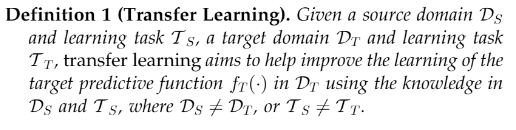 Definition 1 (Transfer Learning). Given a source domain 𝒟_S
and learning task 𝒯_S, a target domain 𝒟_T and learning task
𝒯_T, transfer learning aims to help improve the learning of the
target predictive function f_T(·) in 𝒟_T using the knowledge in
𝒟_S and 𝒯_S, where 𝒟_S ≠ 𝒟_T, or 𝒯_S ≠ 𝒯_T.